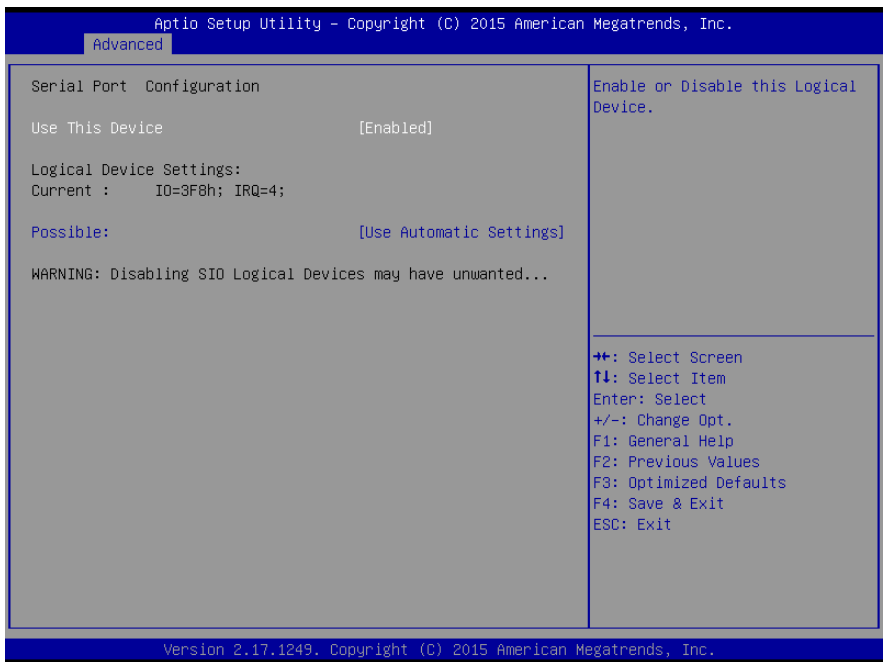 Aptio Setup Utility – Copyright (C) 2015 American Megatrends, Inc.
Advanced
Serial Port  Configuration
Use This Device [Enabled]
Logical Device Settings:
Current : IO=3F8h; IRQ=4;
Possible: [Use Automatic Settings]
WARNING: Disabling SIO Logical Devices may have unwanted...
Enable or Disable this Logical
Device.
→←: Select Screen
↑↓: Select Item
Enter: Select
+/-: Change Opt.
F1: General Help
F2: Previous Values
F3: Optimized Defaults
F4: Save & Exit
ESC: Exit
Version 2.17.1249. Copyright (C) 2015 American Megatrends, Inc.